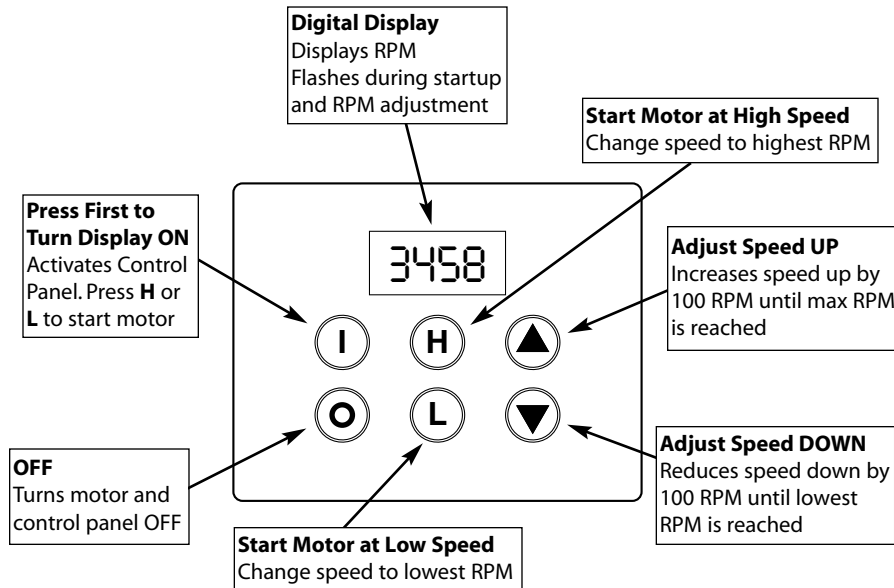 Digital Display
Displays RPM
Flashes during startup
and RPM adjustment
Start Motor at High Speed
Change speed to highest RPM
Press First to
Turn Display ON
Activates Control
Panel. Press H or
L to start motor
3458
Adjust Speed UP
Increases speed up by
100 RPM until max RPM
is reached
I
H
O
L
OFF
Turns motor and
control panel OFF
Adjust Speed DOWN
Reduces speed down by
100 RPM until lowest
RPM is reached
Start Motor at Low Speed
Change speed to lowest RPM